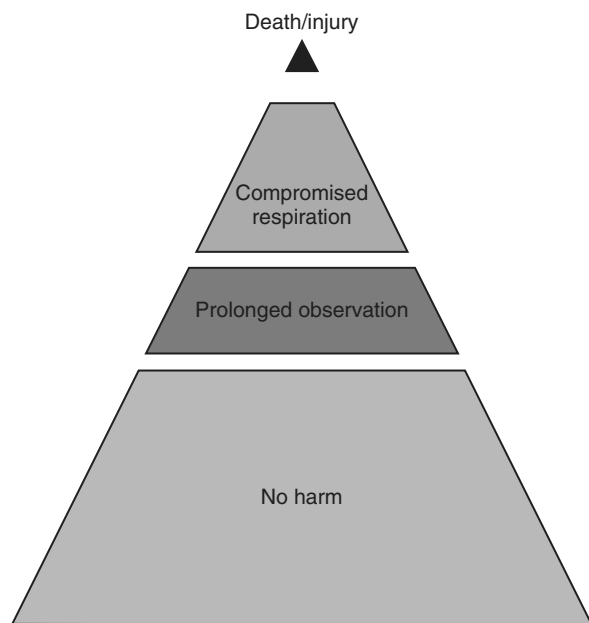 Death/injury
Compromised
respiration
Prolonged observation
No harm